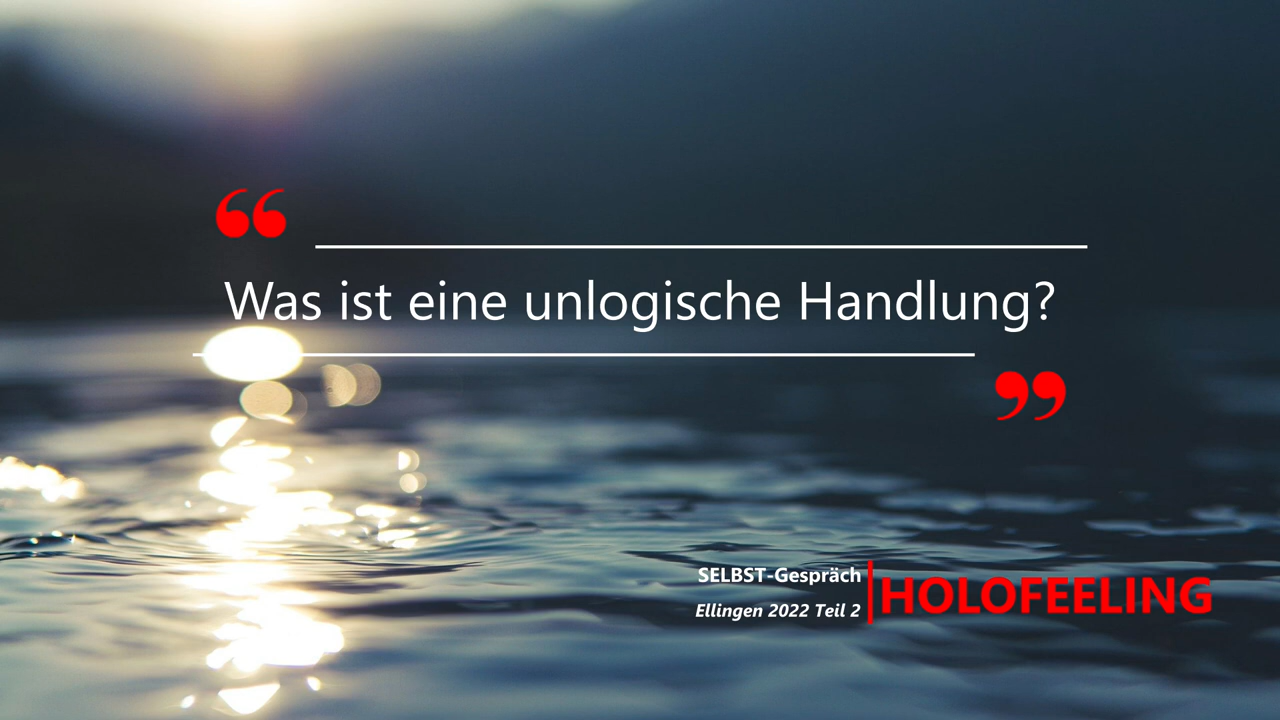 “
Was ist eine unlogische Handlung?
”
SELBST-Gespräch
Ellingen 2022 Teil 2
HOLOFEELING